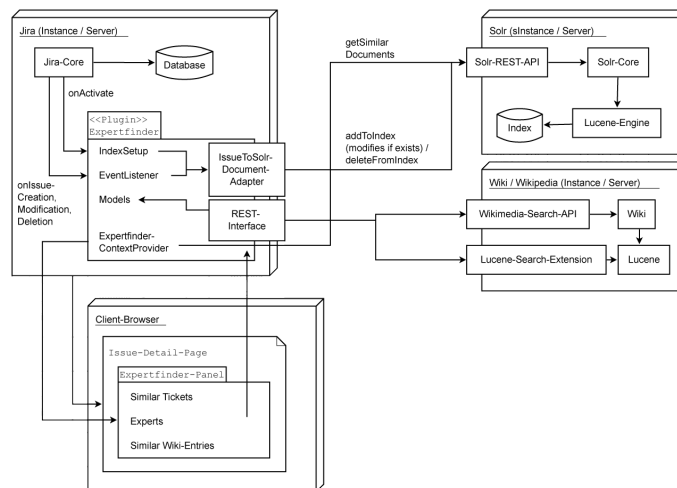 Jira (Instance / Server)
Jira-Core
Database
onActivate
<<Plugin>>
Expertfinder
IndexSetup
EventListener
Models
Expertfinder-
ContextProvider
IssueToSolr-
Document-
Adapter
REST-
Interface
onIssue-
Creation,
Modification,
Deletion
getSimilar
Documents
addToIndex
(modifies if exists) /
deleteFromIndex
Solr (sInstance / Server)
Solr-REST-API
Solr-Core
Index
Lucene-Engine
Wiki / Wikipedia (Instance / Server)
Wikimedia-Search-API
Wiki
Lucene-Search-Extension
Lucene
Client-Browser
Issue-Detail-Page
Expertfinder-Panel
Similar Tickets
Experts
Similar Wiki-Entries